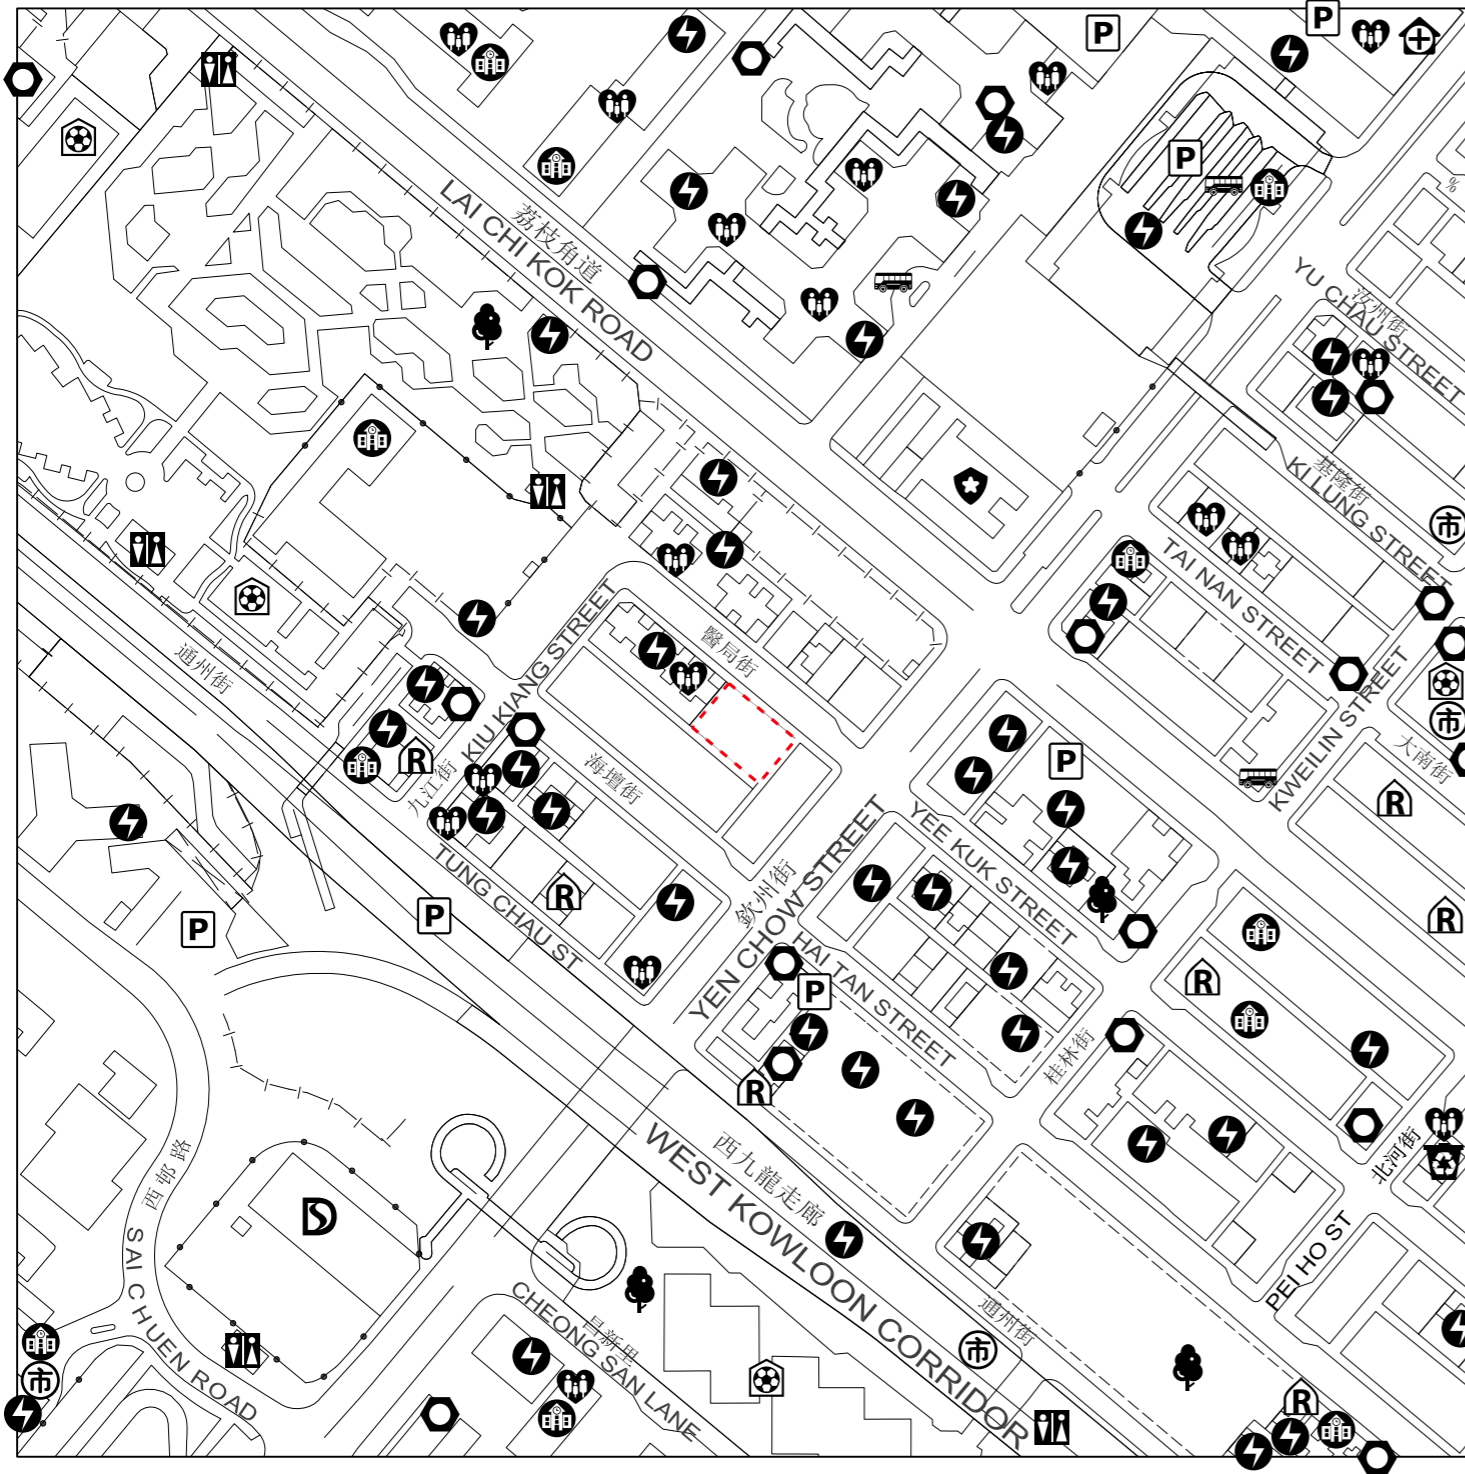 P
P
P
荔枝角道
LAI CHI KOK ROAD
汝州街
YU CHAU STREET
基隆街
KI LUNG STREET
市
TAI NAN STREET
醫局街
通州街
KIU KIANG STREET
九江街
海壇街
R
市
大南街
KWEILIN STREET
P
R
YEE KUK STREET
TUNG CHAU ST
R
欽州街
YEN CHOW STREET
P
P
R
HAI TAN STREET
P
R
桂林街
R
北河街
西邨路
SAI CHUEN ROAD
西九龍走廊
WEST KOWLOON CORRIDOR
PEI HO ST
通州街
昌新里
CHEONG SAN LANE
市
市
R